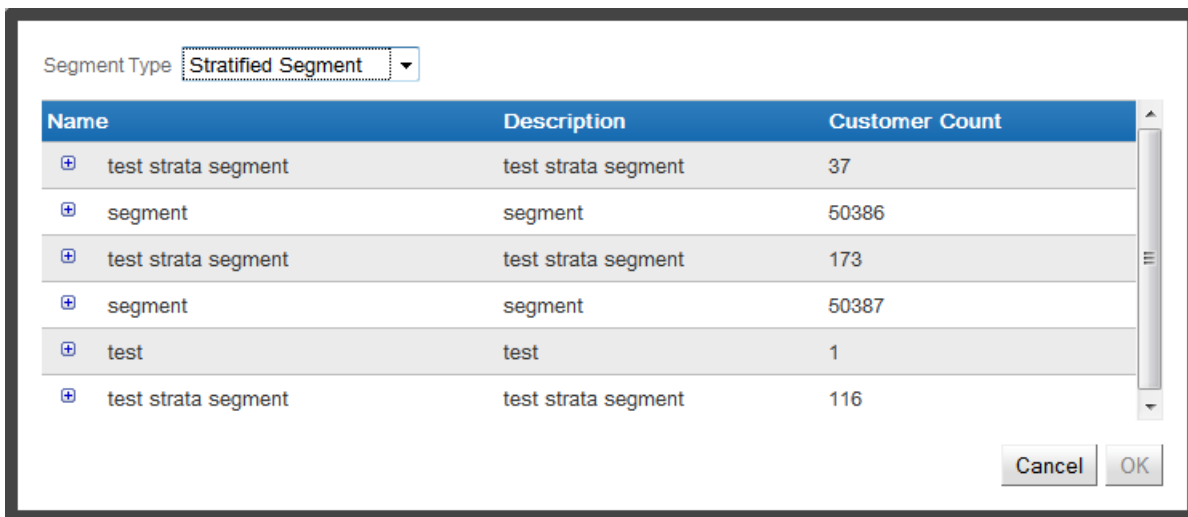 Segment Type Stratified Segment
Name Description Customer Count
test strata segment test strata segment 37
segment segment 50386
test strata segment test strata segment 173
segment segment 50387
test test 1
test strata segment test strata segment 116
Cancel OK